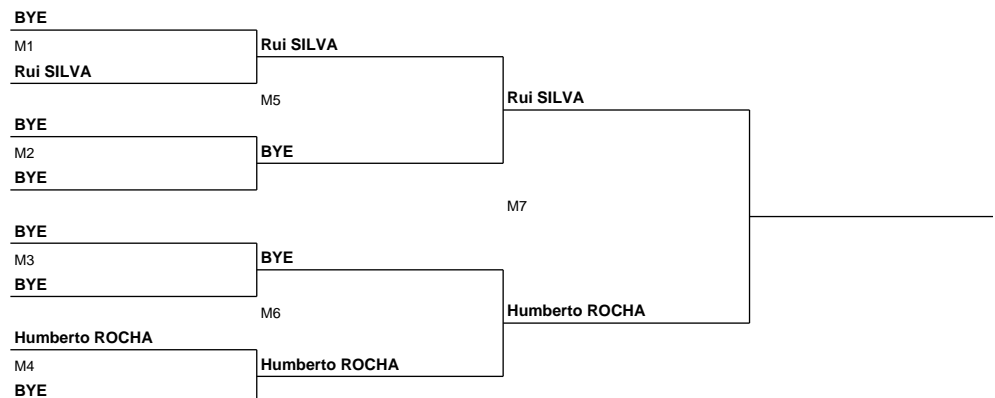 BYE
M1
Rui SILVA
Rui SILVA
M5
BYE
M2
BYE
BYE
Rui SILVA
M7
BYE
M3
BYE
BYE
M6
Humberto ROCHA
M4
BYE
Humberto ROCHA
Humberto ROCHA